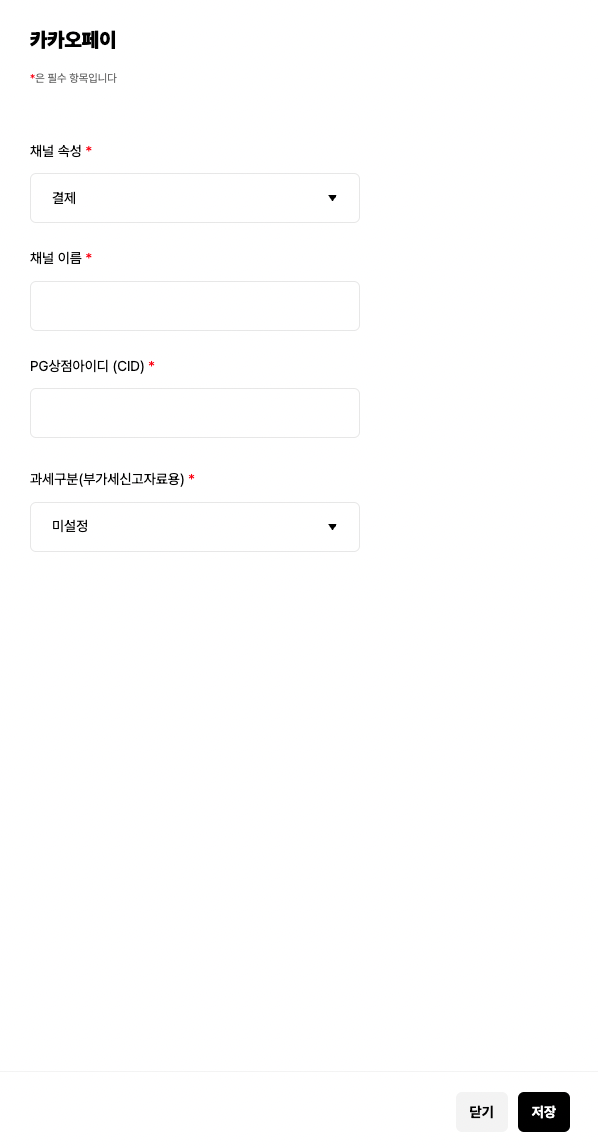 카카오페이
*은 필수 항목입니다
채널 속성 *
결제
채널 이름 *
PG상점아이디 (CID) *
과세구분(부가세신고자료용) *
미설정
닫기 저장